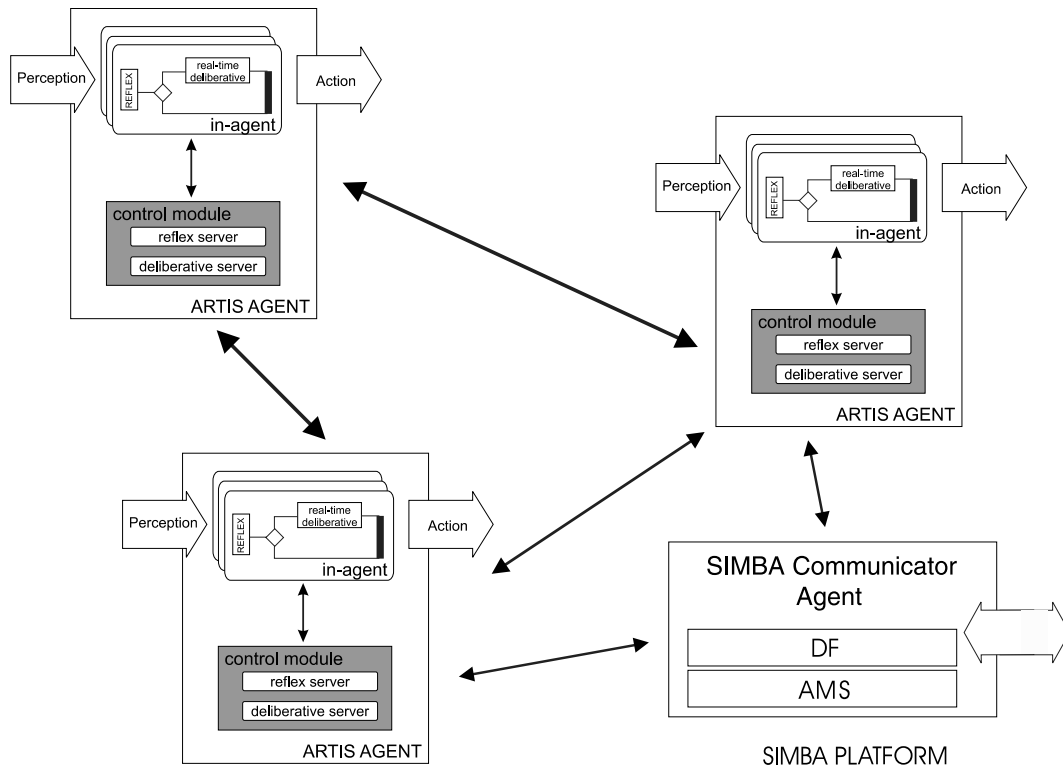 Perception
REFLEX
real-time
deliberative
in-agent
Action
control module
reflex server
deliberative server
ARTIS AGENT
Perception
REFLEX
real-time
deliberative
in-agent
Action
control module
reflex server
deliberative server
ARTIS AGENT
Perception
REFLEX
real-time
deliberative
in-agent
Action
control module
reflex server
deliberative server
ARTIS AGENT
SIMBA Communicator
Agent
DF
AMS
SIMBA PLATFORM